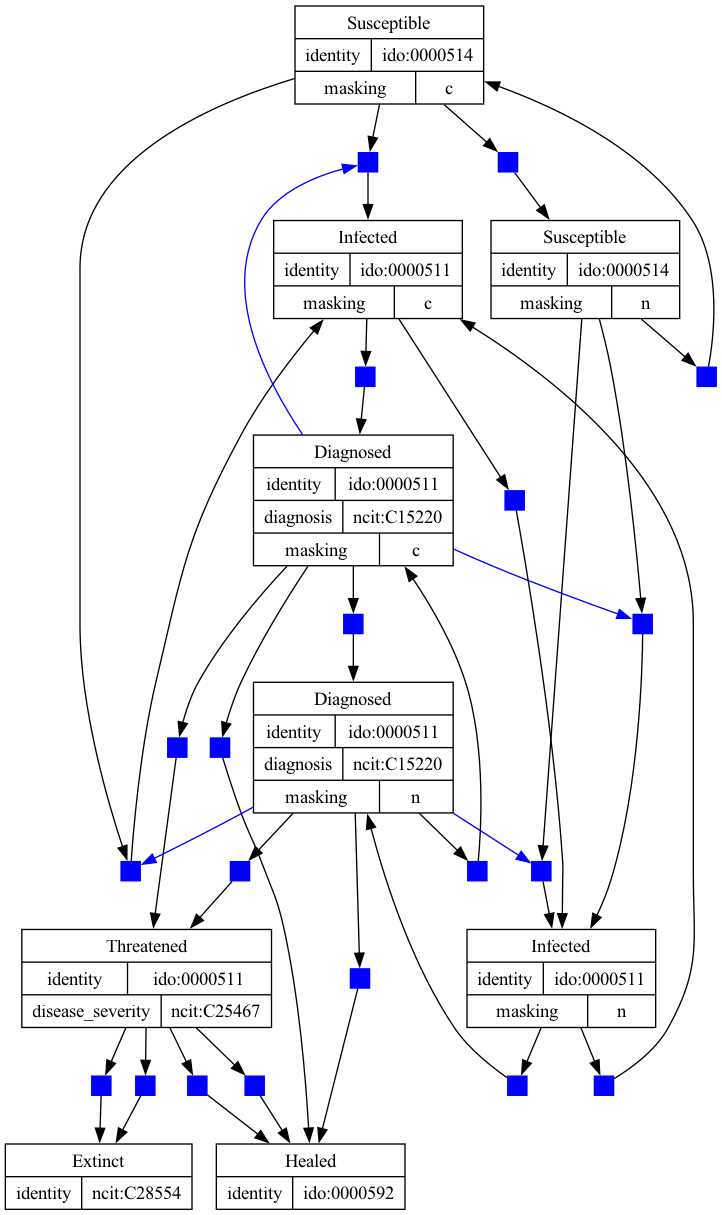 Susceptible
identity ido:0000514
masking c
Infected
identity ido:0000511
masking c
Susceptible
identity ido:0000514
masking n
Diagnosed
identity ido:0000511
diagnosis ncit:C15220
masking c
Diagnosed
identity ido:0000511
diagnosis ncit:C15220
masking n
Threatened
identity ido:0000511
disease_severity ncit:C25467
Infected
identity ido:0000511
masking n
Extinct
identity ncit:C28554
Healed
identity ido:0000592